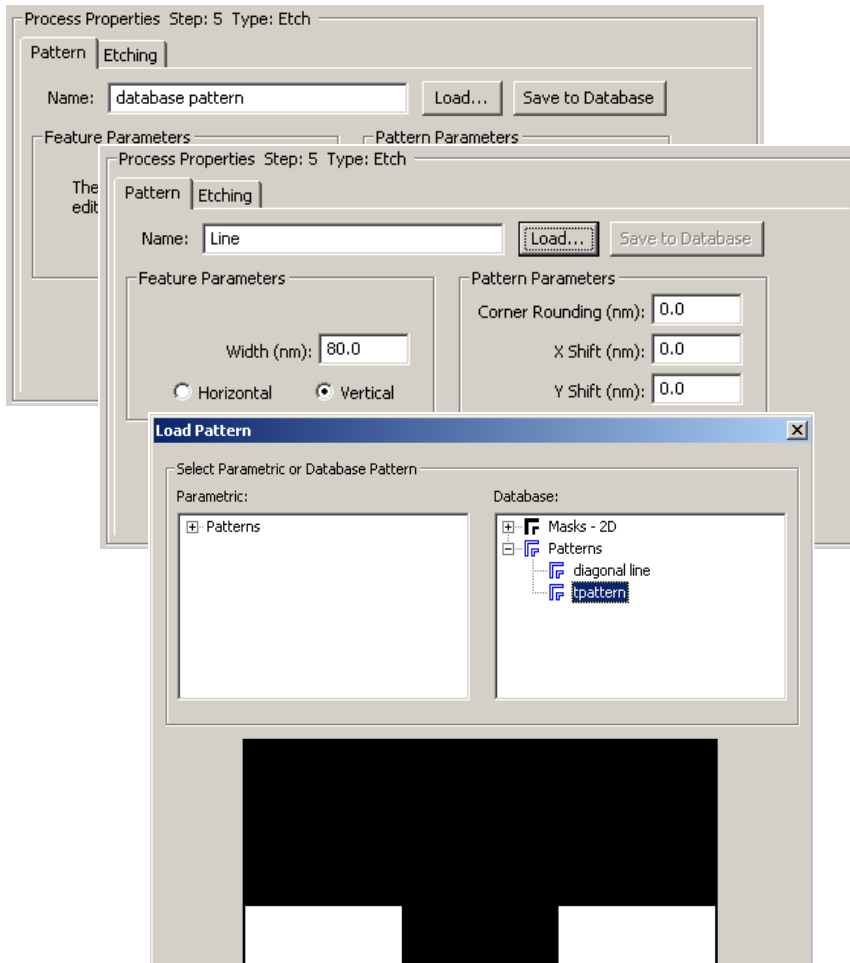 Process Properties Step: 5 Type: Etch
Pattern Etching
Name: database pattern Load... Save to Database
Feature Parameters Pattern Parameters
The
edit
Process Properties Step: 5 Type: Etch
Pattern Etching
Name: Line Load... Save to Database
Feature Parameters Pattern Parameters
Corner Rounding (nm): 0.0
Width (nm): 80.0 X Shift (nm): 0.0
Horizontal Vertical Y Shift (nm): 0.0
Load Pattern
Select Parametric or Database Pattern
Parametric: Database:
Patterns Masks - 2D
Patterns
diagonal line
tpattern